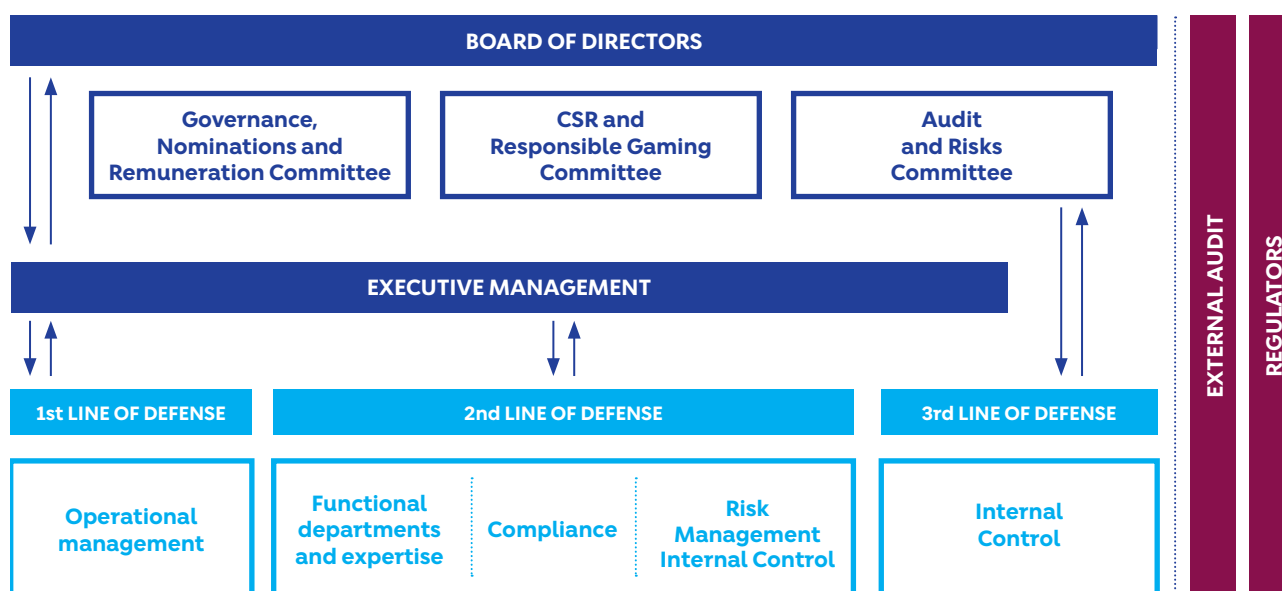 BOARD OF DIRECTORS
Governance,
Nominations and
Remuneration Committee
CSR and
Responsible Gaming
Committee
Audit
and Risks
Committee
EXECUTIVE MANAGEMENT
1st LINE OF DEFENSE
2nd LINE OF DEFENSE
3rd LINE OF DEFENSE
Operational
management
Functional
departments
and expertise
Compliance
Risk
Management
Internal Control
Internal
Control
EXTERNAL AUDIT
REGULATORS